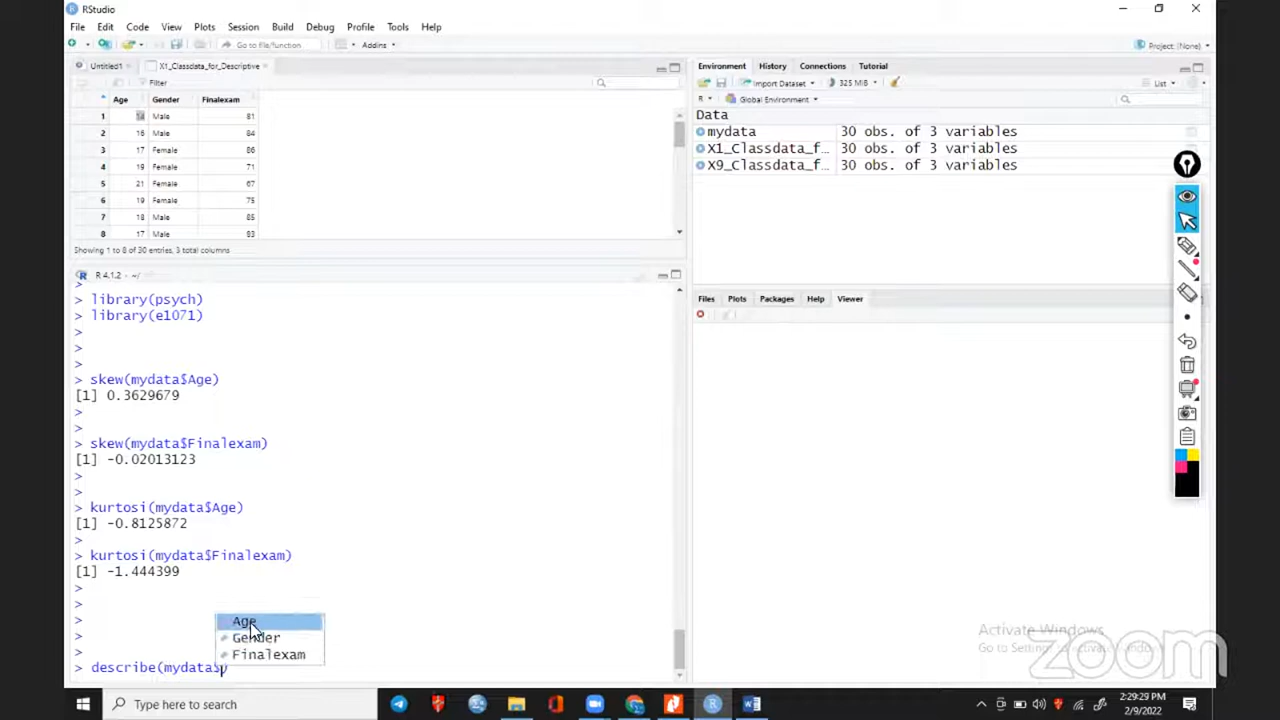 RStudio
File Edit Code View Plots Session Build Debug Profile Tools Help
Go to file/function Addins Project: (None)
Untitled1 X1_Classdata_for_Descriptive
Filter
Age Gender Finalexam
1 14 Male 81
2 16 Male 84
3 17 Female 86
4 19 Female 71
5 21 Female 67
6 19 Female 75
7 18 Male 85
8 17 Male 83
Showing 1 to 8 of 30 entries, 3 total columns
R 4.1.2 · ~/
>
> library(psych)
> library(e1071)
>
>
>
> skew(mydata$Age)
[1] 0.3629679
>
>
> skew(mydata$Finalexam)
[1] -0.02013123
>
>
> kurtosi(mydata$Age)
[1] -0.8125872
>
> kurtosi(mydata$Finalexam)
[1] -1.444399
>
>
>
>
>
> describe(mydata$)
Age
Gender
Finalexam
Environment History Connections Tutorial
Import Dataset 325 MiB List
R Global Environment
Data
mydata 30 obs. of 3 variables
X1_Classdata_f… 30 obs. of 3 variables
X9_Classdata_f… 30 obs. of 3 variables
Files Plots Packages Help Viewer
Activate Windows
zoom
Type here to search
2:29:29 PM
2/9/2022